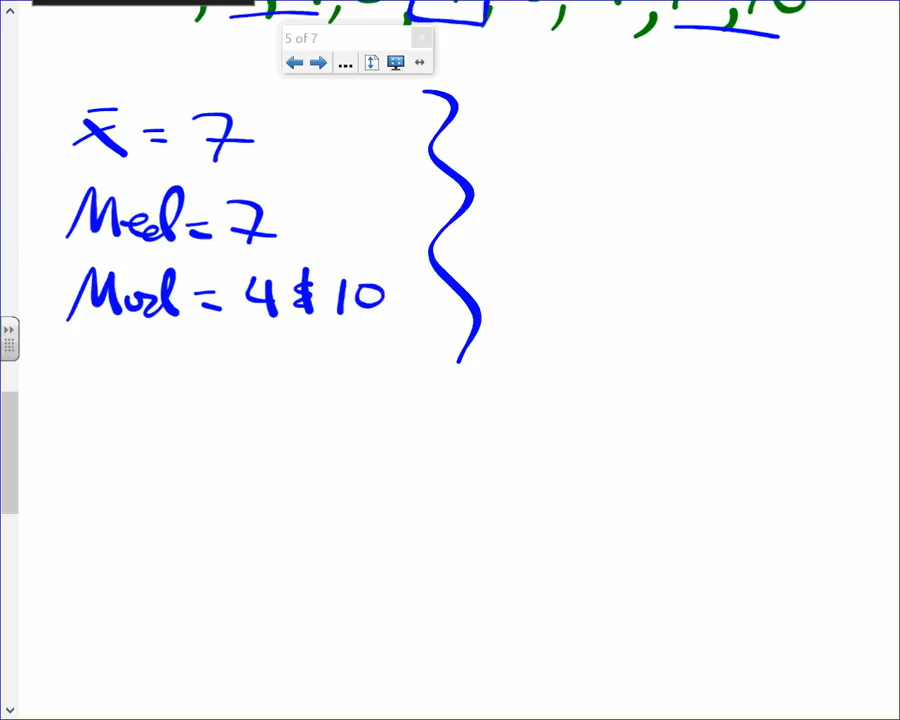 5 of 7
x̄ = 7
Med = 7
Mod = 4 & 10